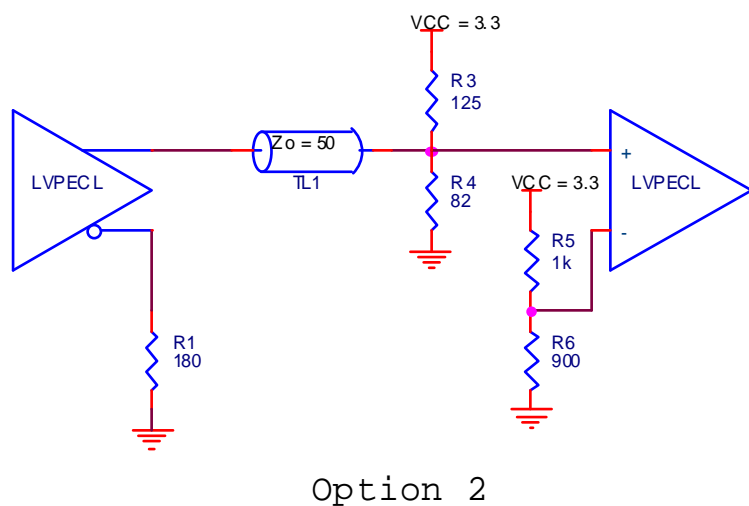 VCC = 3.3
R3
125
Zo = 50
TL1
LVPECL
+
R4
82
VCC = 3.3
LVPECL
-
R5
1k
R1
180
R6
900
Option 2